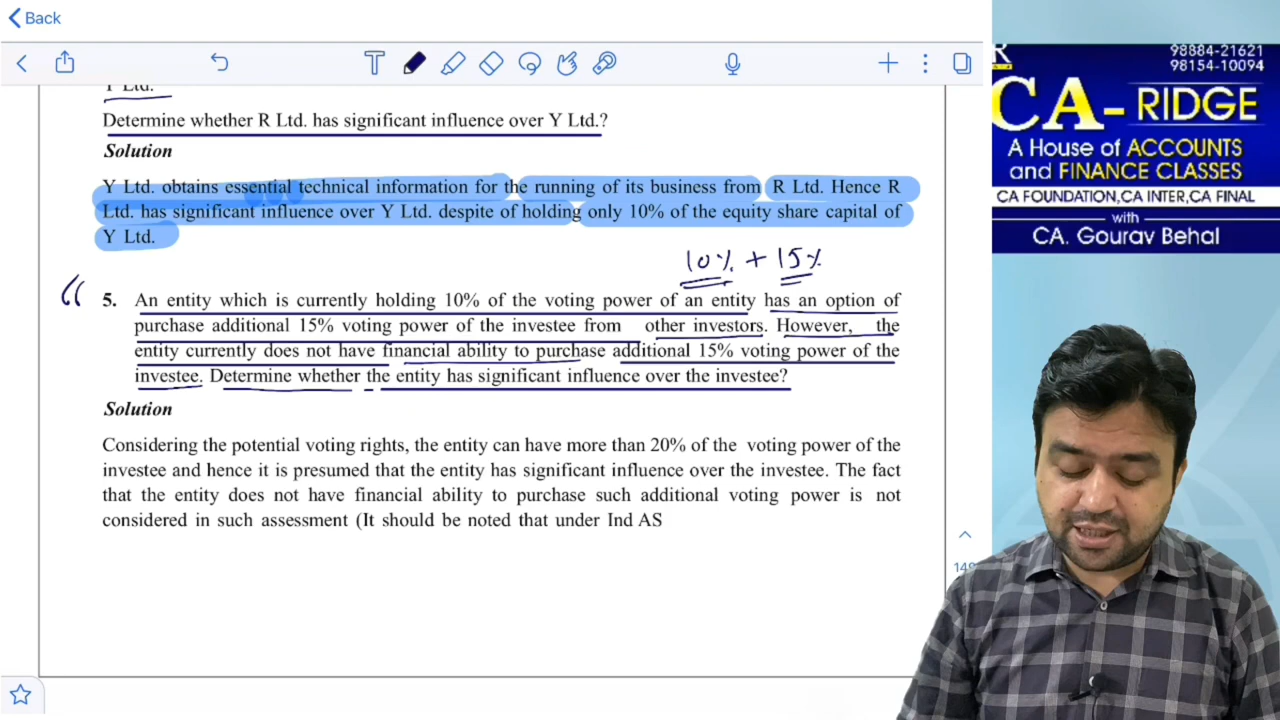 Back
Y Ltd.
Determine whether R Ltd. has significant influence over Y Ltd.?
Solution
Y Ltd. obtains essential technical information for the running of its business from R Ltd. Hence R
Ltd. has significant influence over Y Ltd. despite of holding only 10% of the equity share capital of
Y Ltd.
10% + 15%
5. An entity which is currently holding 10% of the voting power of an entity has an option of
purchase additional 15% voting power of the investee from other investors. However, the
entity currently does not have financial ability to purchase additional 15% voting power of the
investee. Determine whether the entity has significant influence over the investee?
Solution
Considering the potential voting rights, the entity can have more than 20% of the voting power of the
investee and hence it is presumed that the entity has significant influence over the investee. The fact
that the entity does not have financial ability to purchase such additional voting power is not
considered in such assessment (It should be noted that under Ind AS
98884-21621
98154-10094
CA-RIDGE
A House of ACCOUNTS
and FINANCE CLASSES
CA FOUNDATION,CA INTER,CA FINAL
with
CA. Gourav Behal